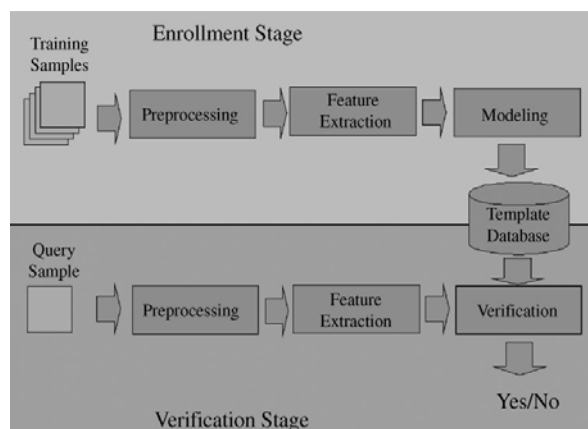 Enrollment Stage
Training
Samples
Preprocessing
Feature
Extraction
Modeling
Template
Database
Query
Sample
Preprocessing
Feature
Extraction
Verification
Yes/No
Verification Stage